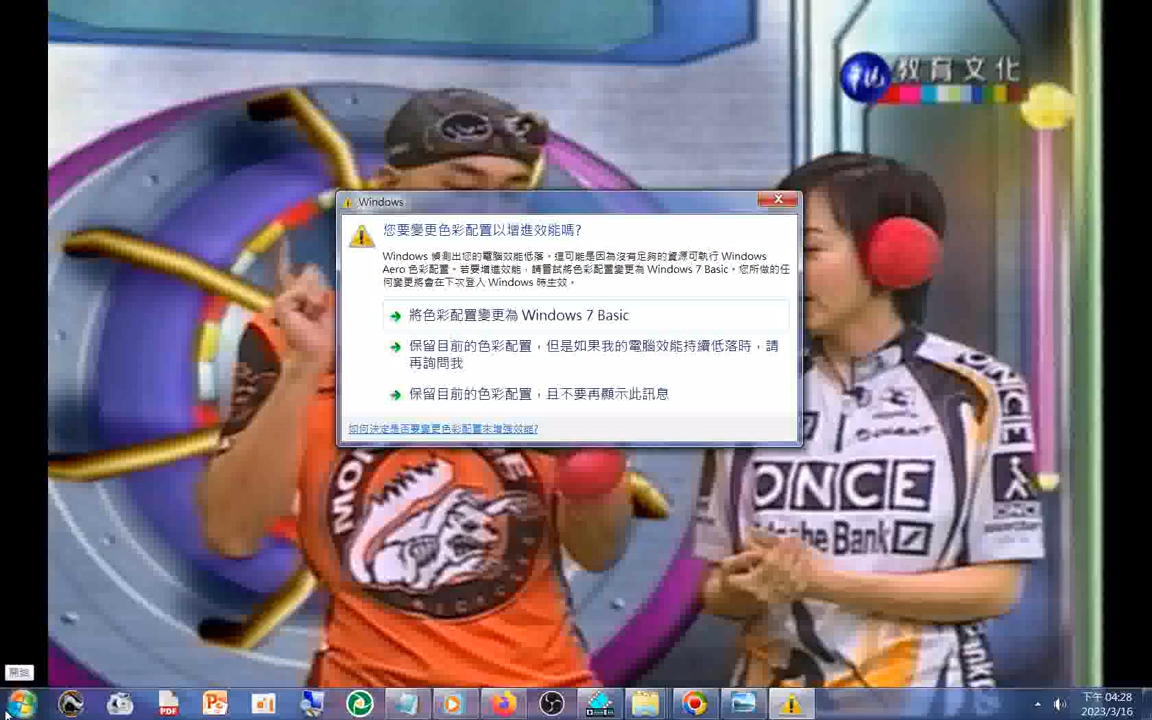 教育文化
Windows
您要變更色彩配置以增進效能嗎?
Windows 偵測出您的電腦效能低落。這可能是因為沒有足夠的資源可執行 Windows
Aero 色彩配置。若要增進效能，請嘗試將色彩配置變更為 Windows 7 Basic。您所做的任
何變更將會在下次登入 Windows 時生效。
將色彩配置變更為 Windows 7 Basic
保留目前的色彩配置，但是如果我的電腦效能持續低落時，請
再詢問我
保留目前的色彩配置，且不要再顯示此訊息
如何決定是否要變更色彩配置來增強效能?
ONCE
ONCE
Bank
開始
PDF
下午 04:28
2023/3/16